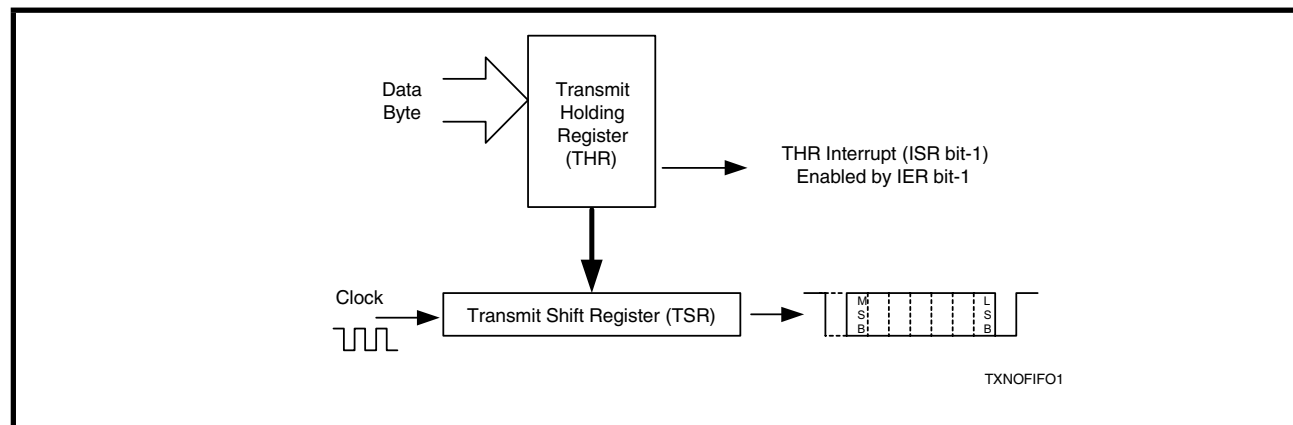 Data
Byte
Transmit
Holding
Register
(THR)
THR Interrupt (ISR bit-1)
Enabled by IER bit-1
Clock
Transmit Shift Register (TSR)
M
S
B
L
S
B
TXNOFIFO1